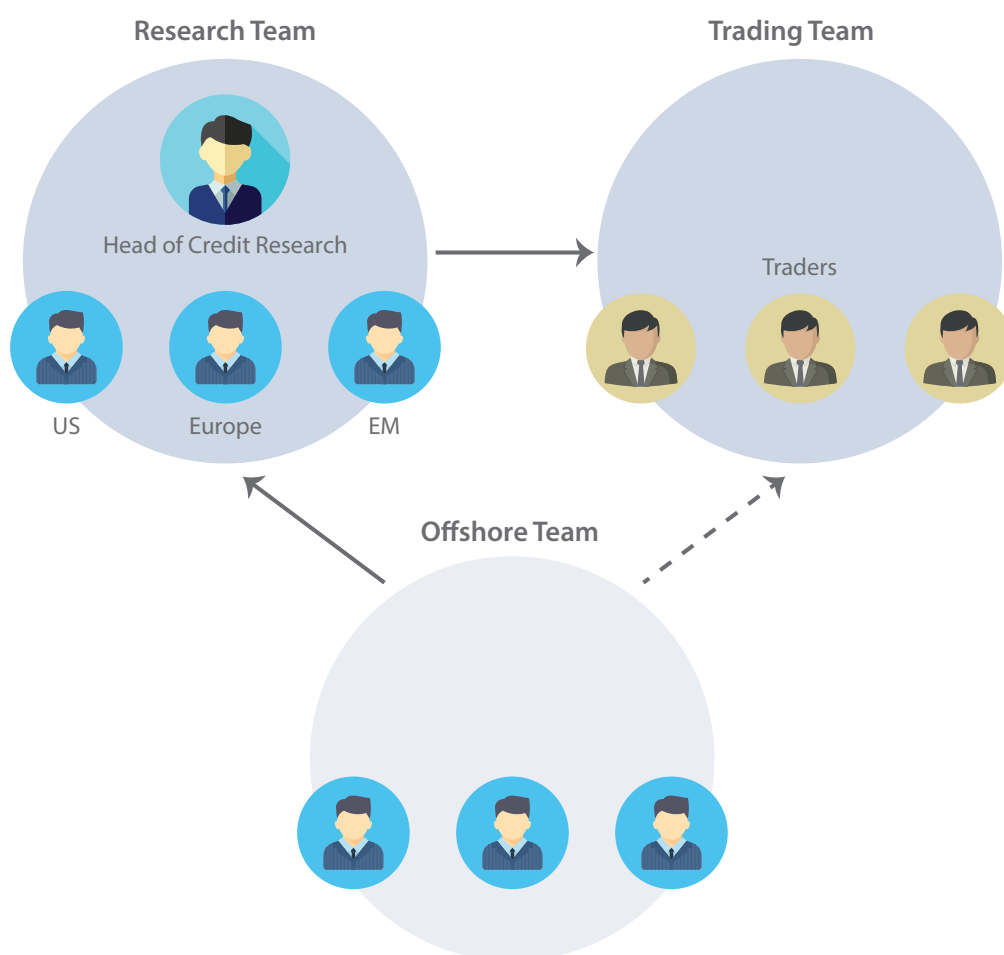 Research Team
Trading Team
Head of Credit Research
Traders
US
Europe
EM
Offshore Team